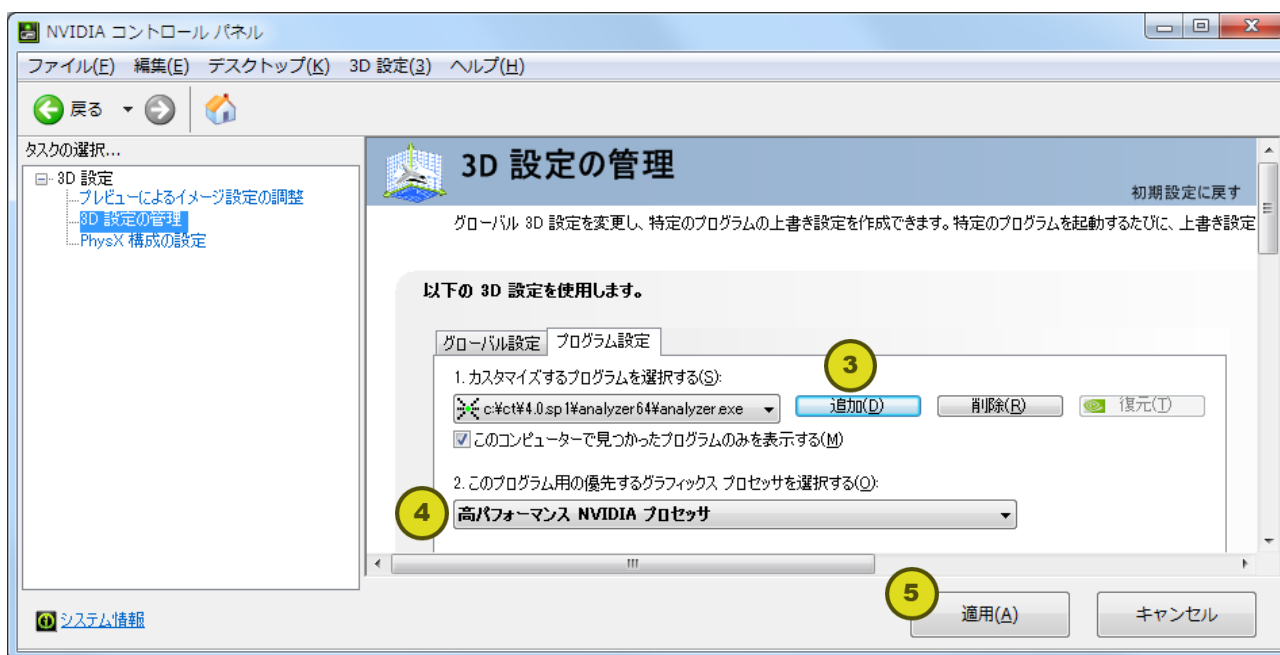 NVIDIA コントロール パネル
ファイル(F) 編集(E) デスクトップ(K) 3D 設定(3) ヘルプ(H)
戻る
タスクの選択...
3D 設定
プレビューによるイメージ設定の調整
3D 設定の管理
PhysX 構成の設定
システム情報
3D 設定の管理
初期設定に戻す
グローバル 3D 設定を変更し、特定のプログラムの上書き設定を作成できます。特定のプログラムを起動するたびに、上書き設定
以下の 3D 設定を使用します。
グローバル設定 プログラム設定
3
1. カスタマイズするプログラムを選択する(S):
c:¥ct¥4.0.sp1¥analyzer64¥analyzer.exe 追加(D) 削除(R) 復元(T)
このコンピューターで見つかったプログラムのみを表示する(M)
2. このプログラム用の優先するグラフィックス プロセッサを選択する(O):
4
高パフォーマンス NVIDIA プロセッサ
5
適用(A) キャンセル